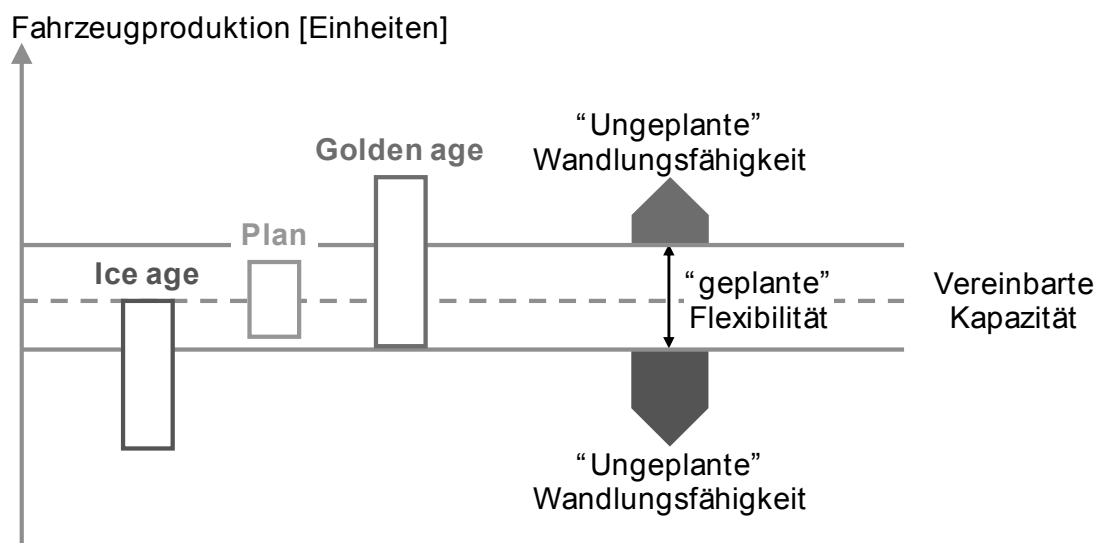 Fahrzeugproduktion [Einheiten]
“Ungeplante”
Wandlungsfähigkeit
Golden age
Plan
Ice age
“geplante”
Flexibilität
Vereinbarte
Kapazität
“Ungeplante”
Wandlungsfähigkeit